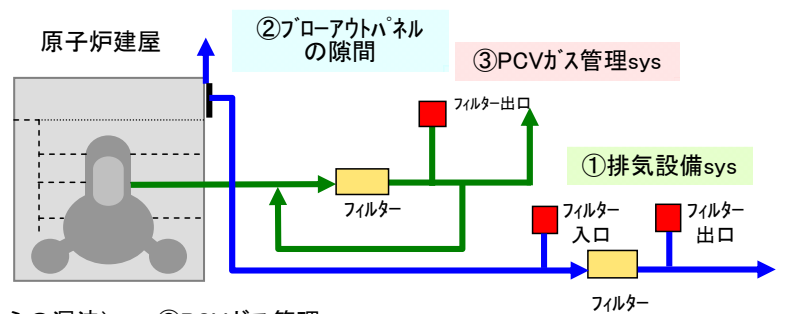 原子炉建屋
②ﾌﾞﾛｰｱｳﾄﾊﾟﾈﾙ
の隙間
③PCVｶﾞｽ管理sys
ﾌｨﾙﾀｰ出口
①排気設備sys
ﾌｨﾙﾀｰ
ﾌｨﾙﾀｰ
入口
ﾌｨﾙﾀｰ
出口
ﾌｨﾙﾀｰ